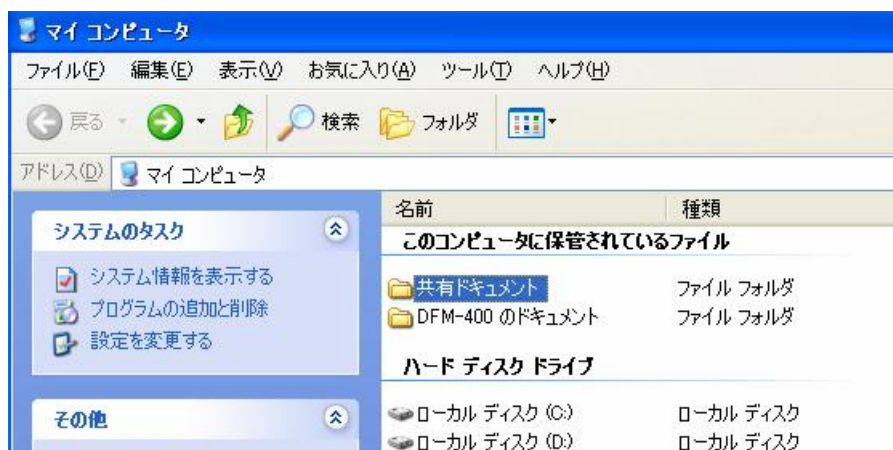 マイ コンピュータ
ファイル(F) 編集(E) 表示(V) お気に入り(A) ツール(T) ヘルプ(H)
戻る 検索 フォルダ
アドレス(D) マイ コンピュータ
システムのタスク
システム情報を表示する
プログラムの追加と削除
設定を変更する
その他
名前 種類
このコンピュータに保管されているファイル
共有ドキュメント ファイル フォルダ
DFM-400 のドキュメント ファイル フォルダ
ハード ディスク ドライブ
ローカル ディスク (C:) ローカル ディスク
ローカル ディスク (D:) ローカル ディスク